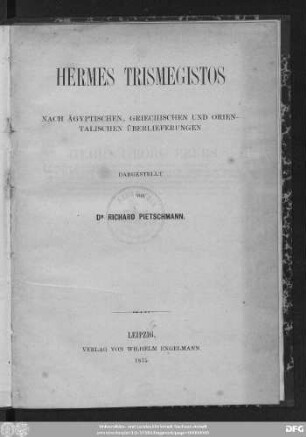 HERMES TRISMEGISTOS
NACH ÄGYPTISCHEN, GRIECHISCHEN UND ORIEN-
TALISCHEN ÜBERLIEFERUNGEN
DARGESTELLT
VON
DR RICHARD PIETSCHMANN.
LEIPZIG,
VERLAG VON WILHELM ENGELMANN.
1875.
DFG